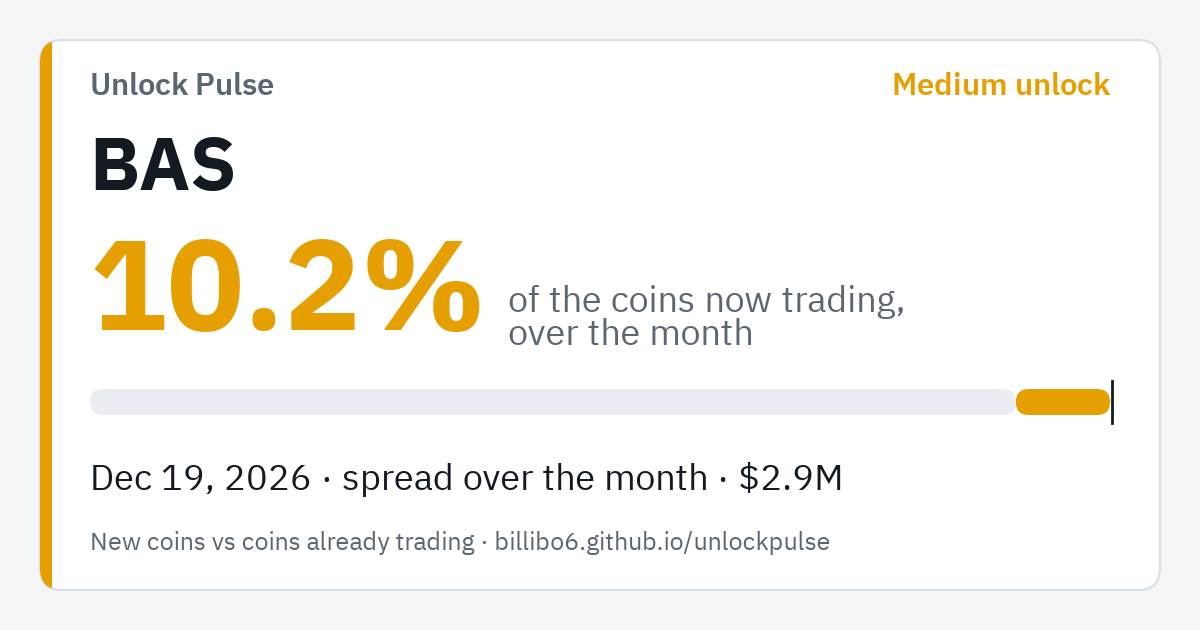 Unlock Pulse
Medium unlock
BAS
10.2%
of the coins now trading,
over the month
Dec 19, 2026 · spread over the month · $2.9M
New coins vs coins already trading · billibo6.github.io/unlockpulse